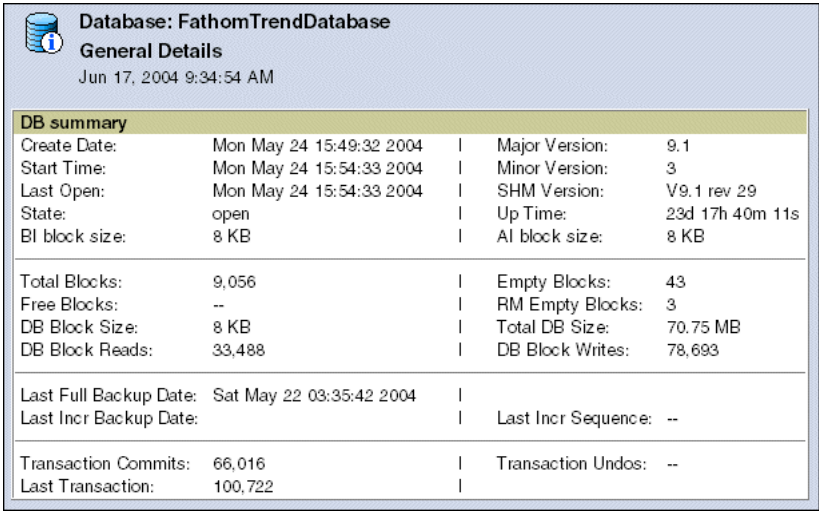 Database: FathomTrendDatabase
General Details
Jun 17, 2004 9:34:54 AM
DB summary
Create Date: Mon May 24 15:49:32 2004 | Major Version: 9.1
Start Time: Mon May 24 15:54:33 2004 | Minor Version: 3
Last Open: Mon May 24 15:54:33 2004 | SHM Version: V9.1 rev 29
State: open | Up Time: 23d 17h 40m 11s
BI block size: 8 KB | AI block size: 8 KB
Total Blocks: 9,056 | Empty Blocks: 43
Free Blocks: -- | RM Empty Blocks: 3
DB Block Size: 8 KB | Total DB Size: 70.75 MB
DB Block Reads: 33,488 | DB Block Writes: 78,693
Last Full Backup Date: Sat May 22 03:35:42 2004 |
Last Incr Backup Date: | Last Incr Sequence: --
Transaction Commits: 66,016 | Transaction Undos: --
Last Transaction: 100,722 |